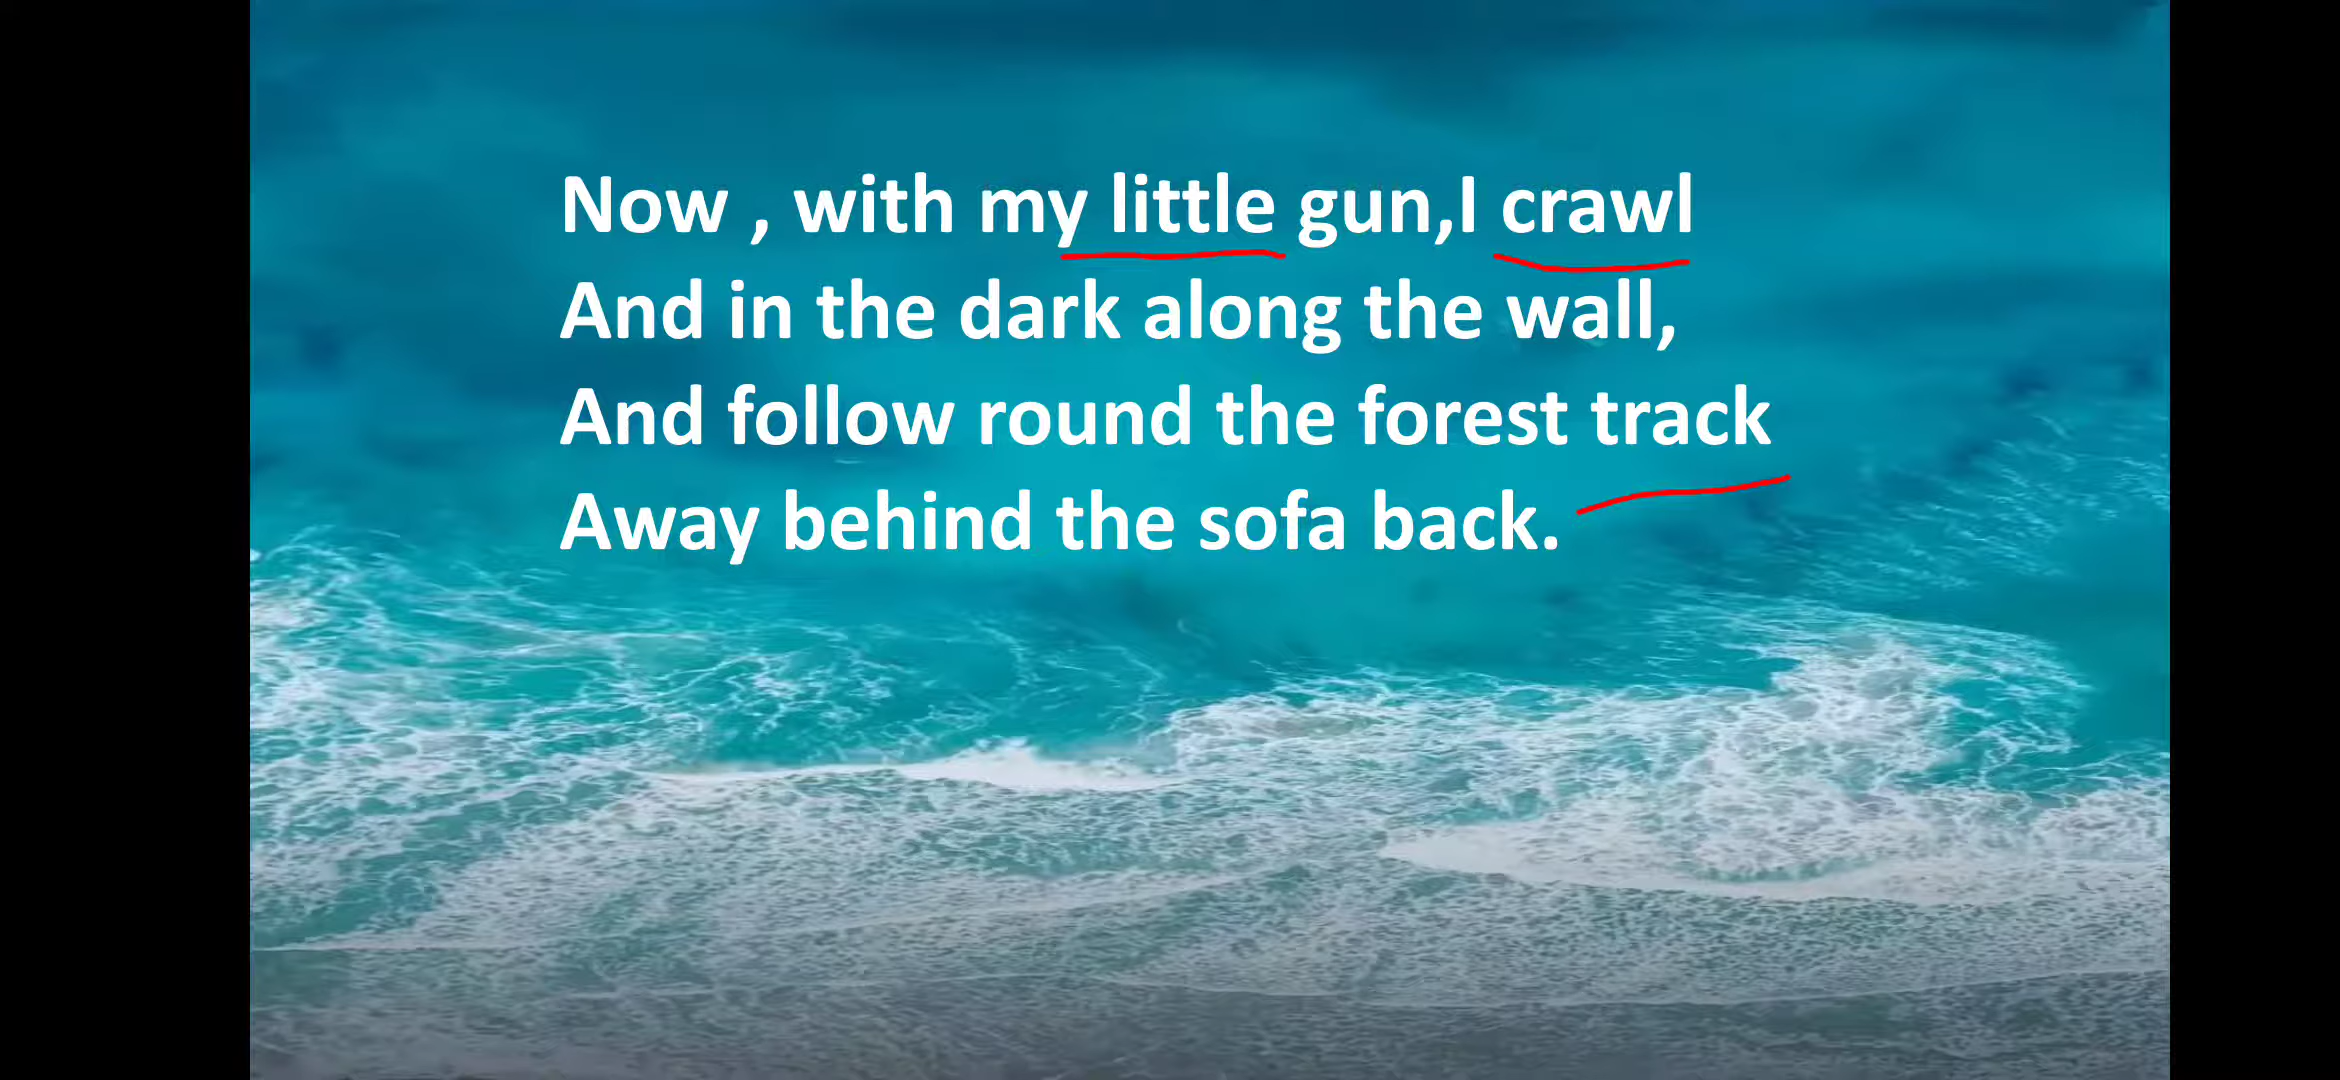 Now , with my little gun,I crawl
And in the dark along the wall,
And follow round the forest track
Away behind the sofa back.